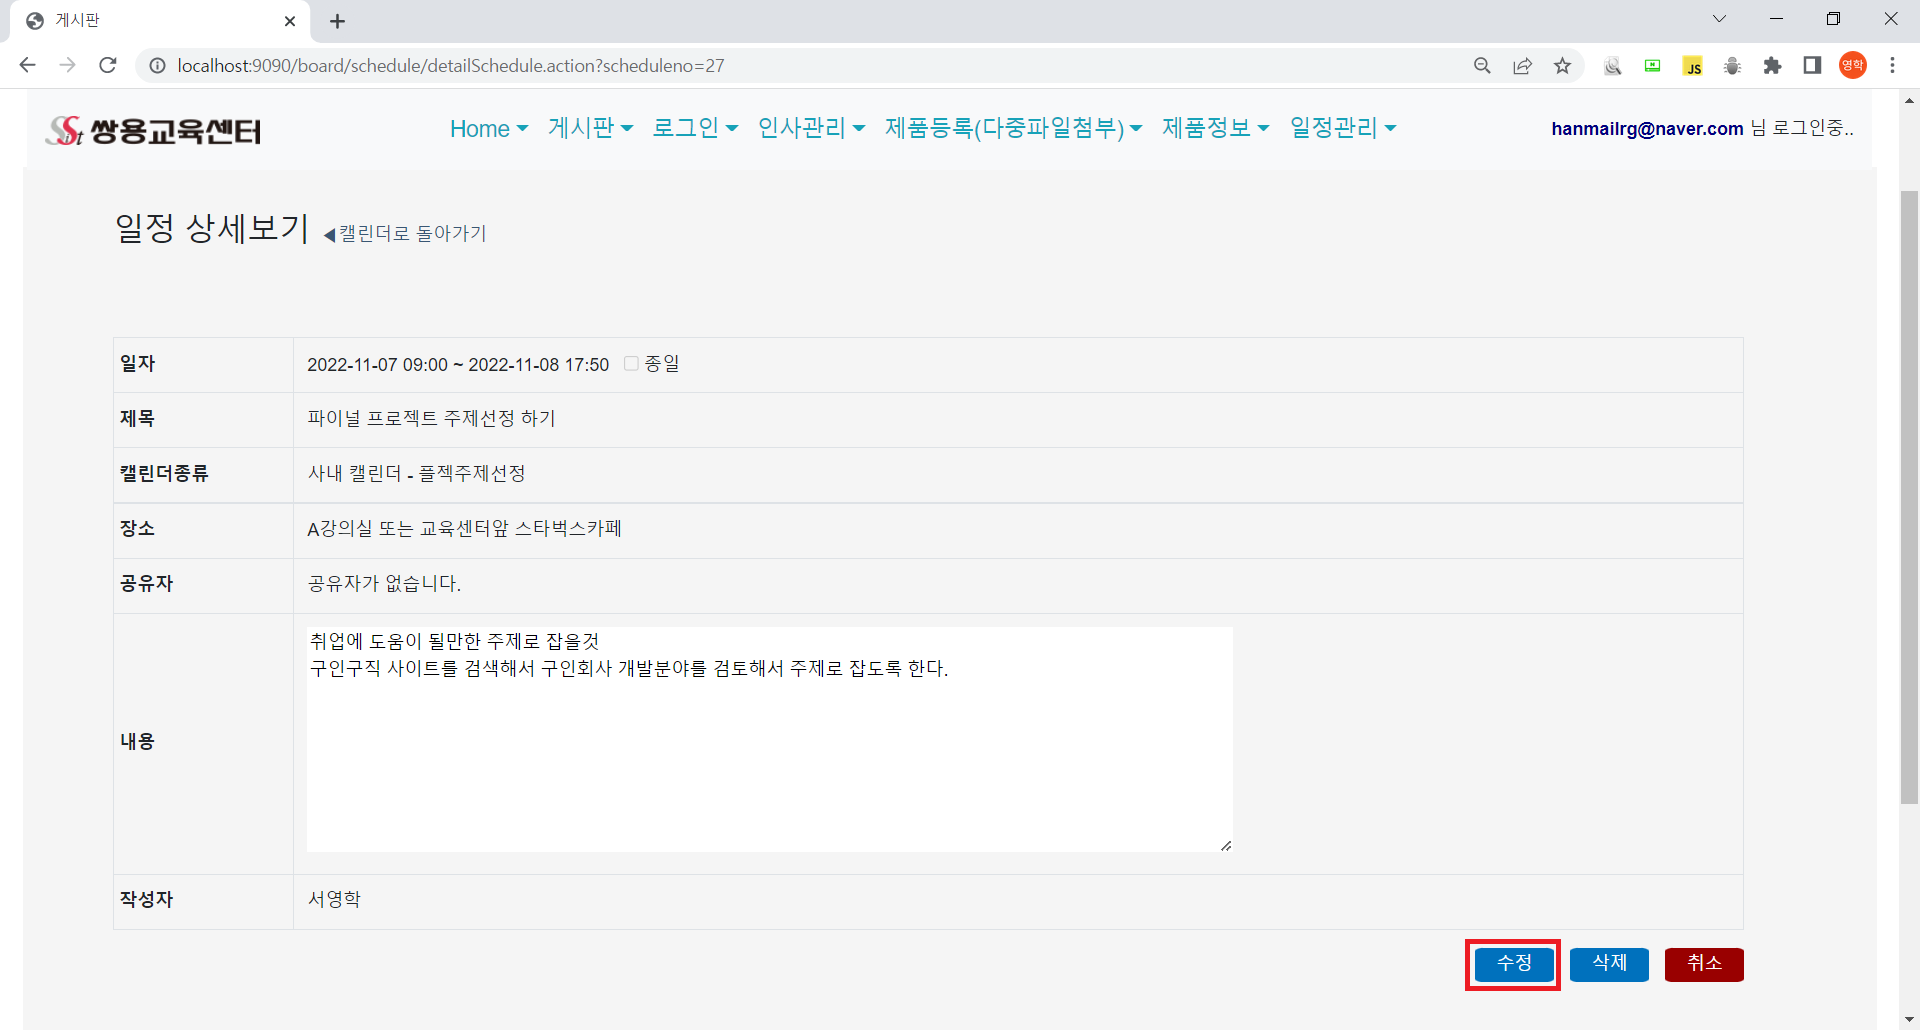 게시판
localhost:9090/board/schedule/detailSchedule.action?scheduleno=27
JS
영학
Sist 쌍용교육센터
Home 게시판 로그인 인사관리 제품등록(다중파일첨부) 제품정보 일정관리
hanmailrg@naver.com 님 로그인중..
일정 상세보기 ◀캘린더로 돌아가기
일자 2022-11-07 09:00 ~ 2022-11-08 17:50 종일
제목 파이널 프로젝트 주제선정 하기
캘린더종류 사내 캘린더 - 플젝주제선정
장소 A강의실 또는 교육센터앞 스타벅스카페
공유자 공유자가 없습니다.
내용
취업에 도움이 될만한 주제로 잡을것
구인구직 사이트를 검색해서 구인회사 개발분야를 검토해서 주제로 잡도록 한다.
작성자 서영학
수정 삭제 취소